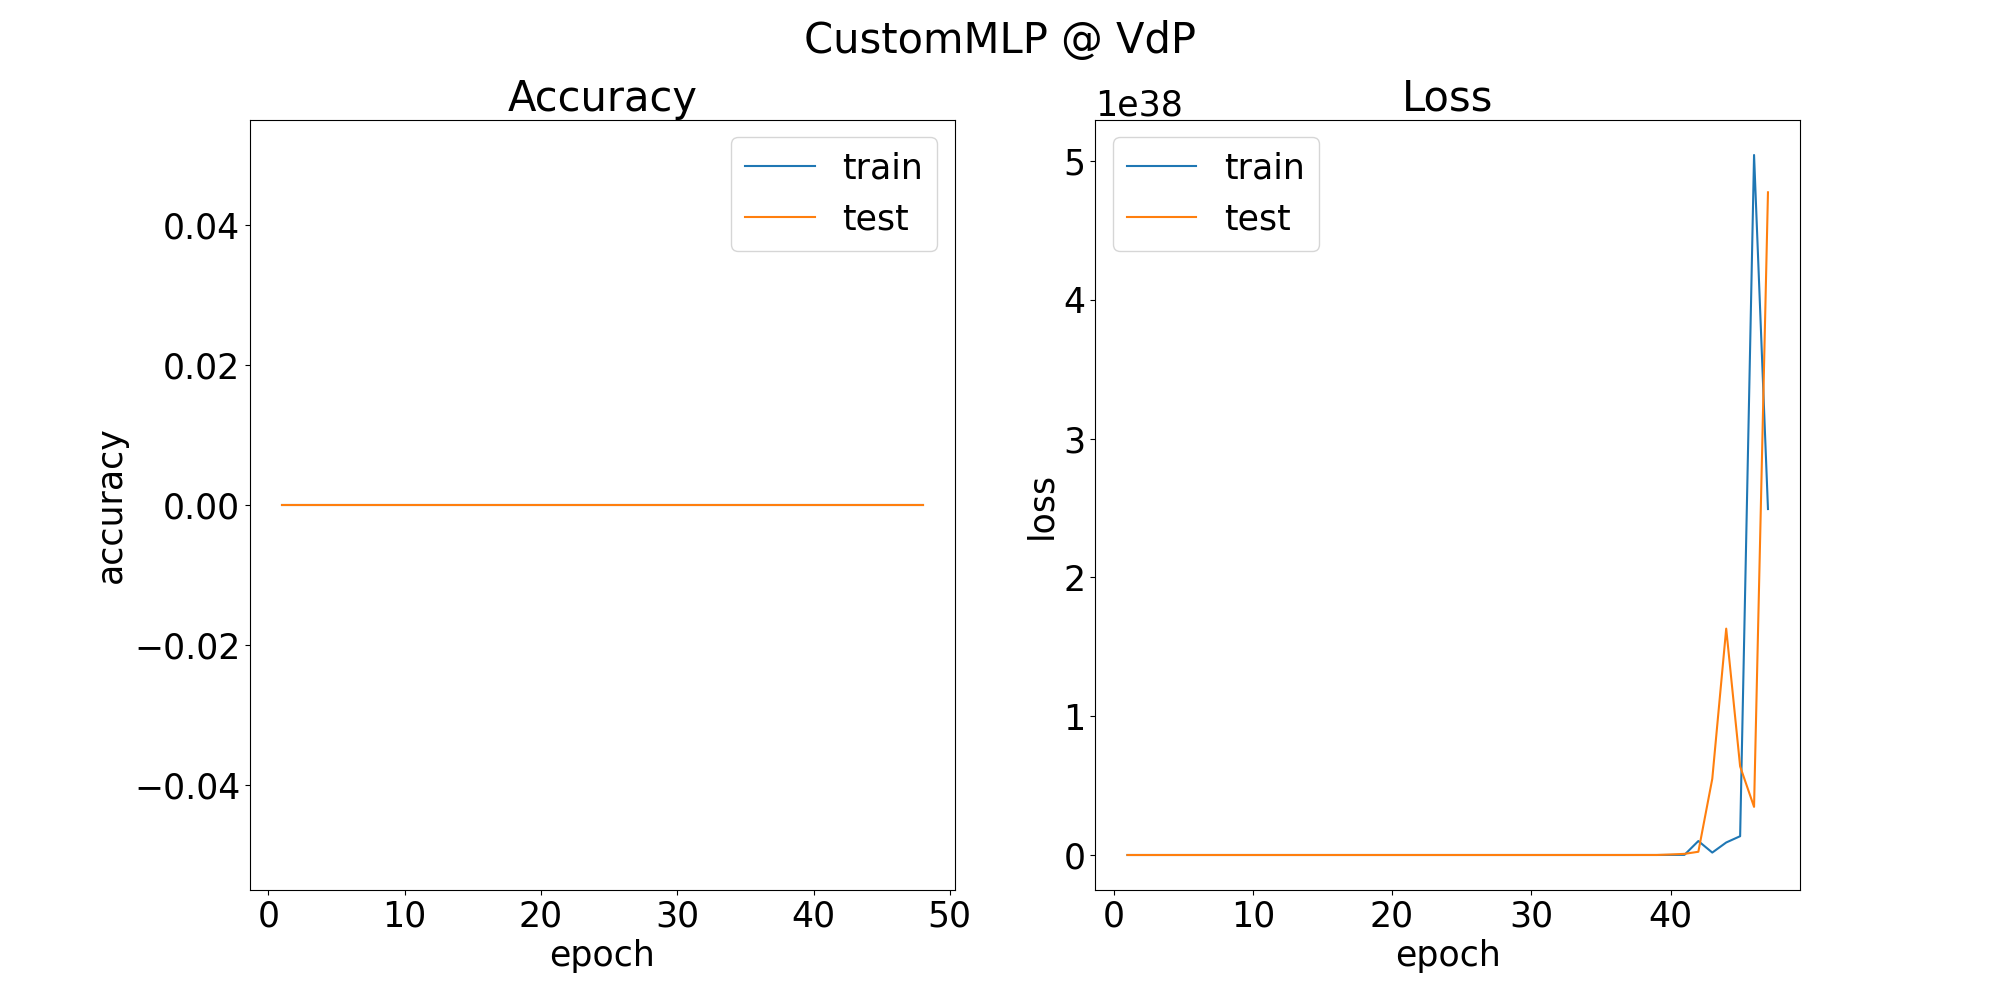 CustomMLP @ VdP
Accuracy
train
test
0.04
0.02
0.00
−0.02
−0.04
accuracy
0 10 20 30 40 50
epoch
Loss
1e38
train
test
5
4
3
2
1
0
loss
0 10 20 30 40
epoch